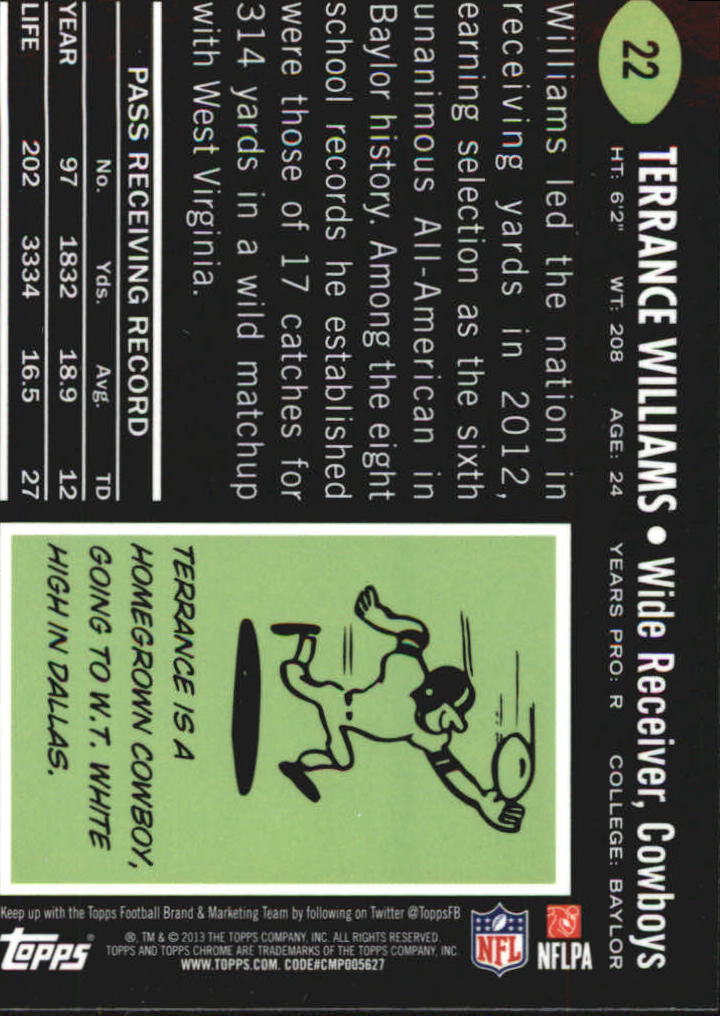 22
TERRANCE WILLIAMS • Wide Receiver, Cowboys
HT: 6'2" WT: 208 AGE: 24 YEARS PRO: R COLLEGE: BAYLOR
Williams led the nation in
receiving yards in 2012,
earning selection as the sixth
unanimous All-American in
Baylor history. Among the eight
school records he established
were those of 17 catches for
314 yards in a wild matchup
with West Virginia.
PASS RECEIVING RECORD
No. Yds. Avg. TD
YEAR 97 1832 18.9 12
LIFE 202 3334 16.5 27
TERRANCE IS A
HOMEGROWN COWBOY,
GOING TO W.T. WHITE
HIGH IN DALLAS.
NFL
NFLPA
®, TM & © 2013 THE TOPPS COMPANY, INC. ALL RIGHTS RESERVED.
TOPPS AND TOPPS CHROME ARE TRADEMARKS OF THE TOPPS COMPANY, INC.
WWW.TOPPS.COM. CODE#CMP005627
Keep up with the Topps Football Brand & Marketing Team by following on Twitter @ToppsFB
TOPPS®